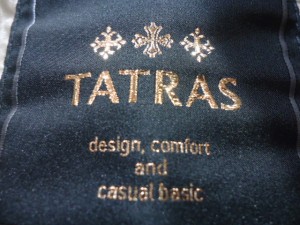 TATRAS
design, comfort
and
casual basic